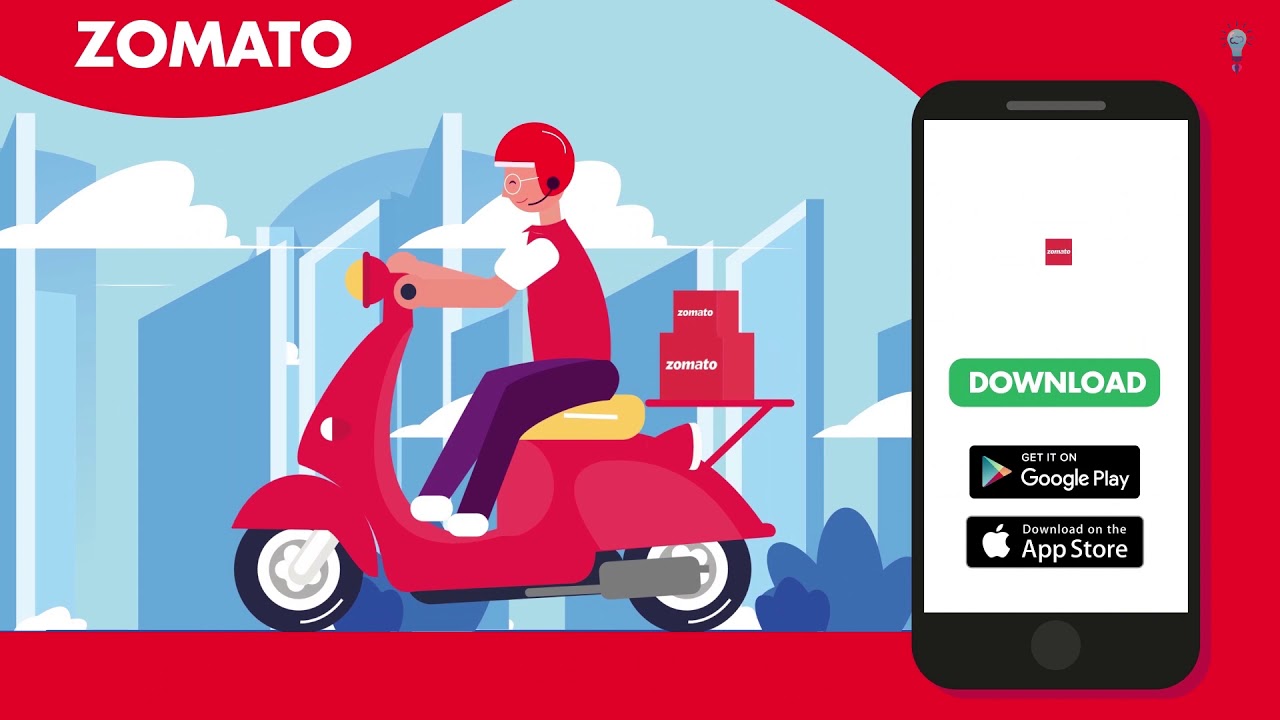 ZOMATO
zomato
zomato
zomato
DOWNLOAD
GET IT ON
Google Play
Download on the
App Store